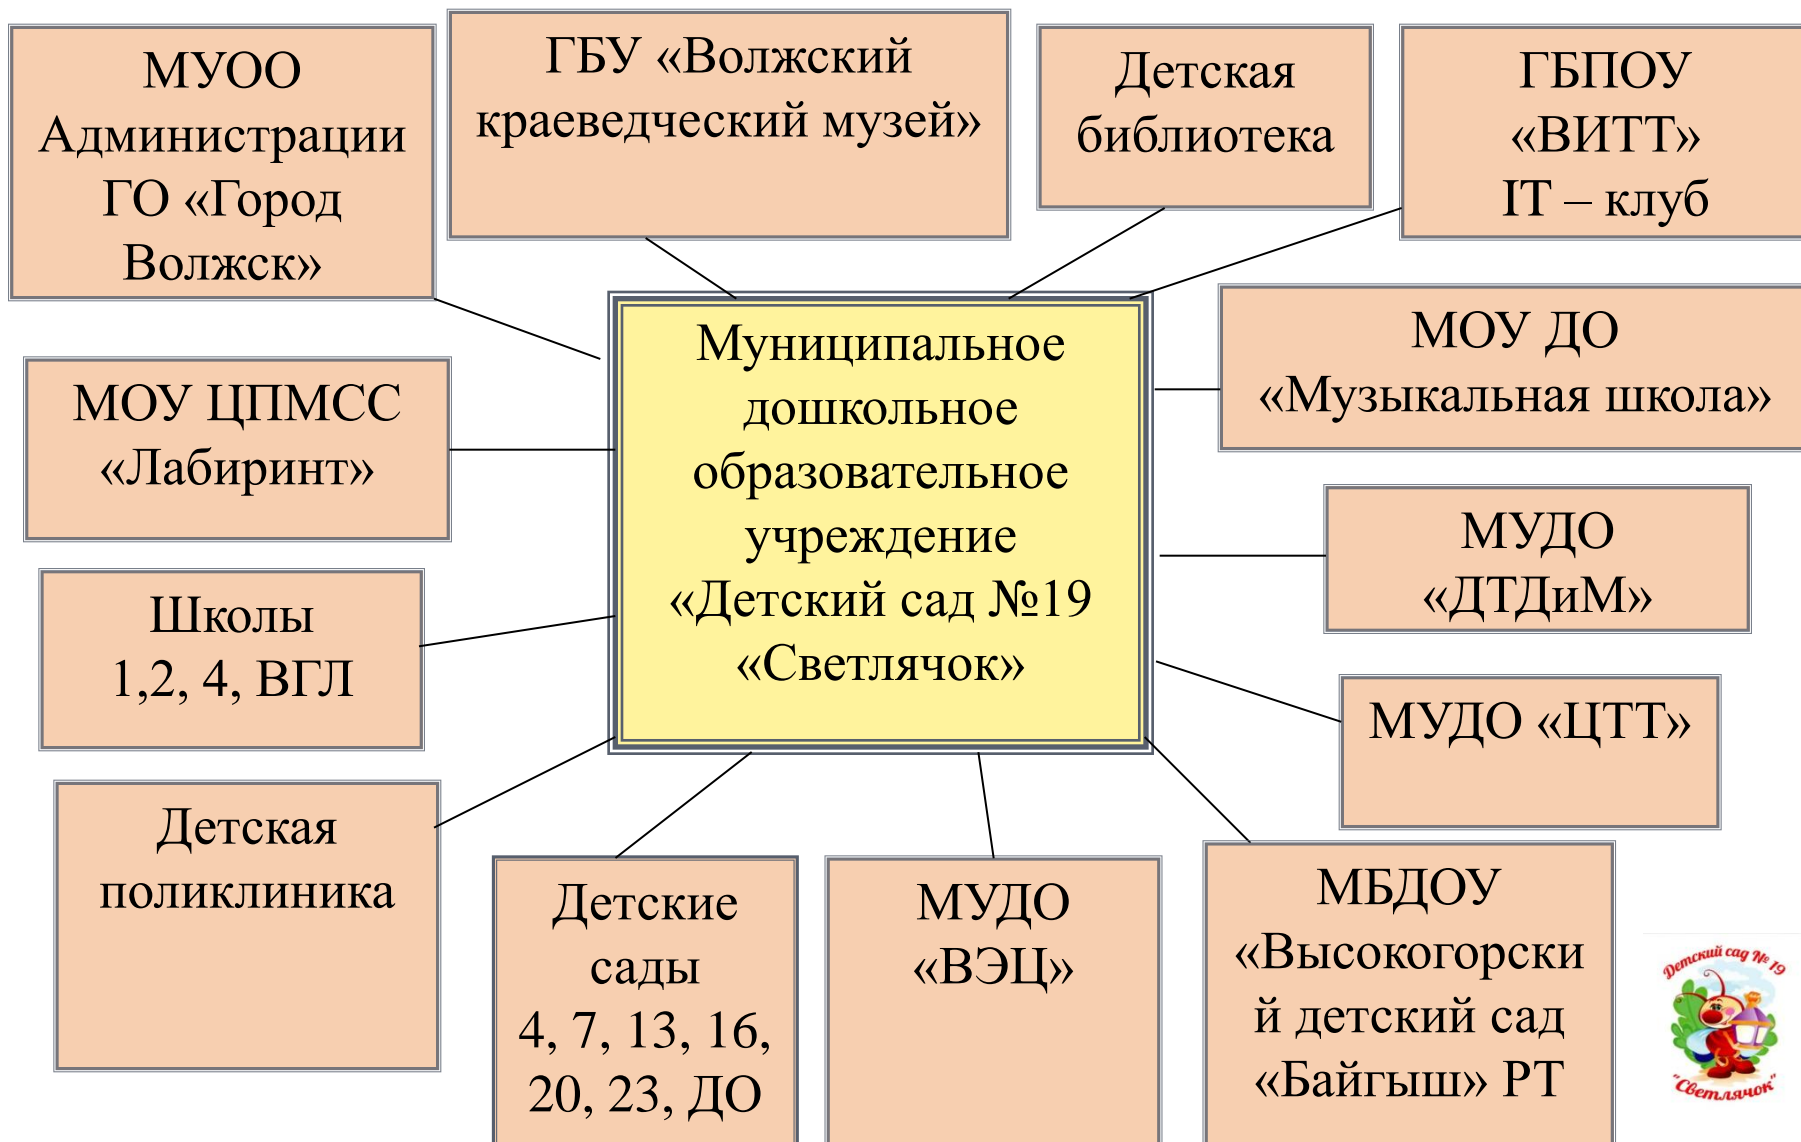 МУОО
Администрации
ГО «Город
Волжск»
ГБУ «Волжский
краеведческий музей»
Детская
библиотека
ГБПОУ
«ВИТТ»
IT – клуб
Муниципальное
дошкольное
образовательное
учреждение
«Детский сад №19
«Светлячок»
МОУ ДО
«Музыкальная школа»
МОУ ЦПМСС
«Лабиринт»
МУДО
«ДТДиМ»
Школы
1,2, 4, ВГЛ
МУДО «ЦТТ»
Детская
поликлиника
Детские
сады
4, 7, 13, 16,
20, 23, ДО
МУДО
«ВЭЦ»
МБДОУ
«Высокогорски
й детский сад
«Байгыш» РТ
Детский сад № 19
"Светлячок"